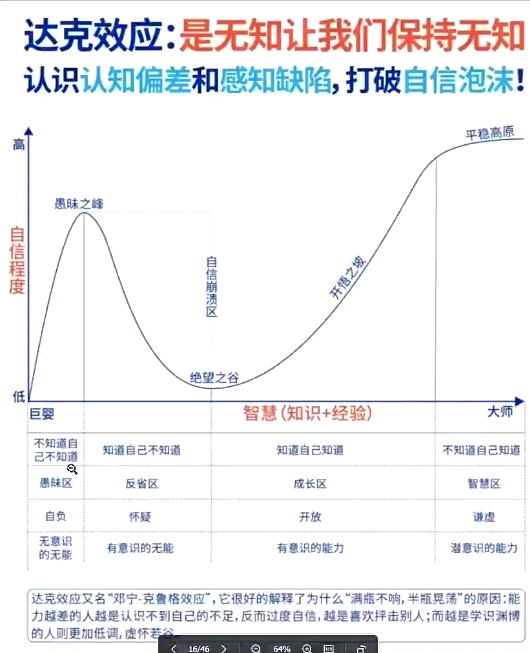 达克效应：是无知让我们保持无知
认识认知偏差和感知缺陷，打破自信泡沫！
高
平稳高原
愚昧之峰
自信程度
自信崩溃区
开悟之坡
绝望之谷
低
巨婴
智慧（知识+经验）
大师
不知道自
己不知道
知道自己不知道
知道自己知道
不知道自己知道
愚昧区
反省区
成长区
智慧区
自负
怀疑
开放
谦虚
无意识
的无能
有意识的无能
有意识的能力
潜意识的能力
达克效应又名“邓宁-克鲁格效应”，它很好的解释了为什么“满瓶不响，半瓶晃荡”的原因：能
力越差的人越是认识不到自己的不足，反而过度自信，越是喜欢抨击别人；而越是学识渊博
的人则更加低调，虚怀若谷。
16/46
64%